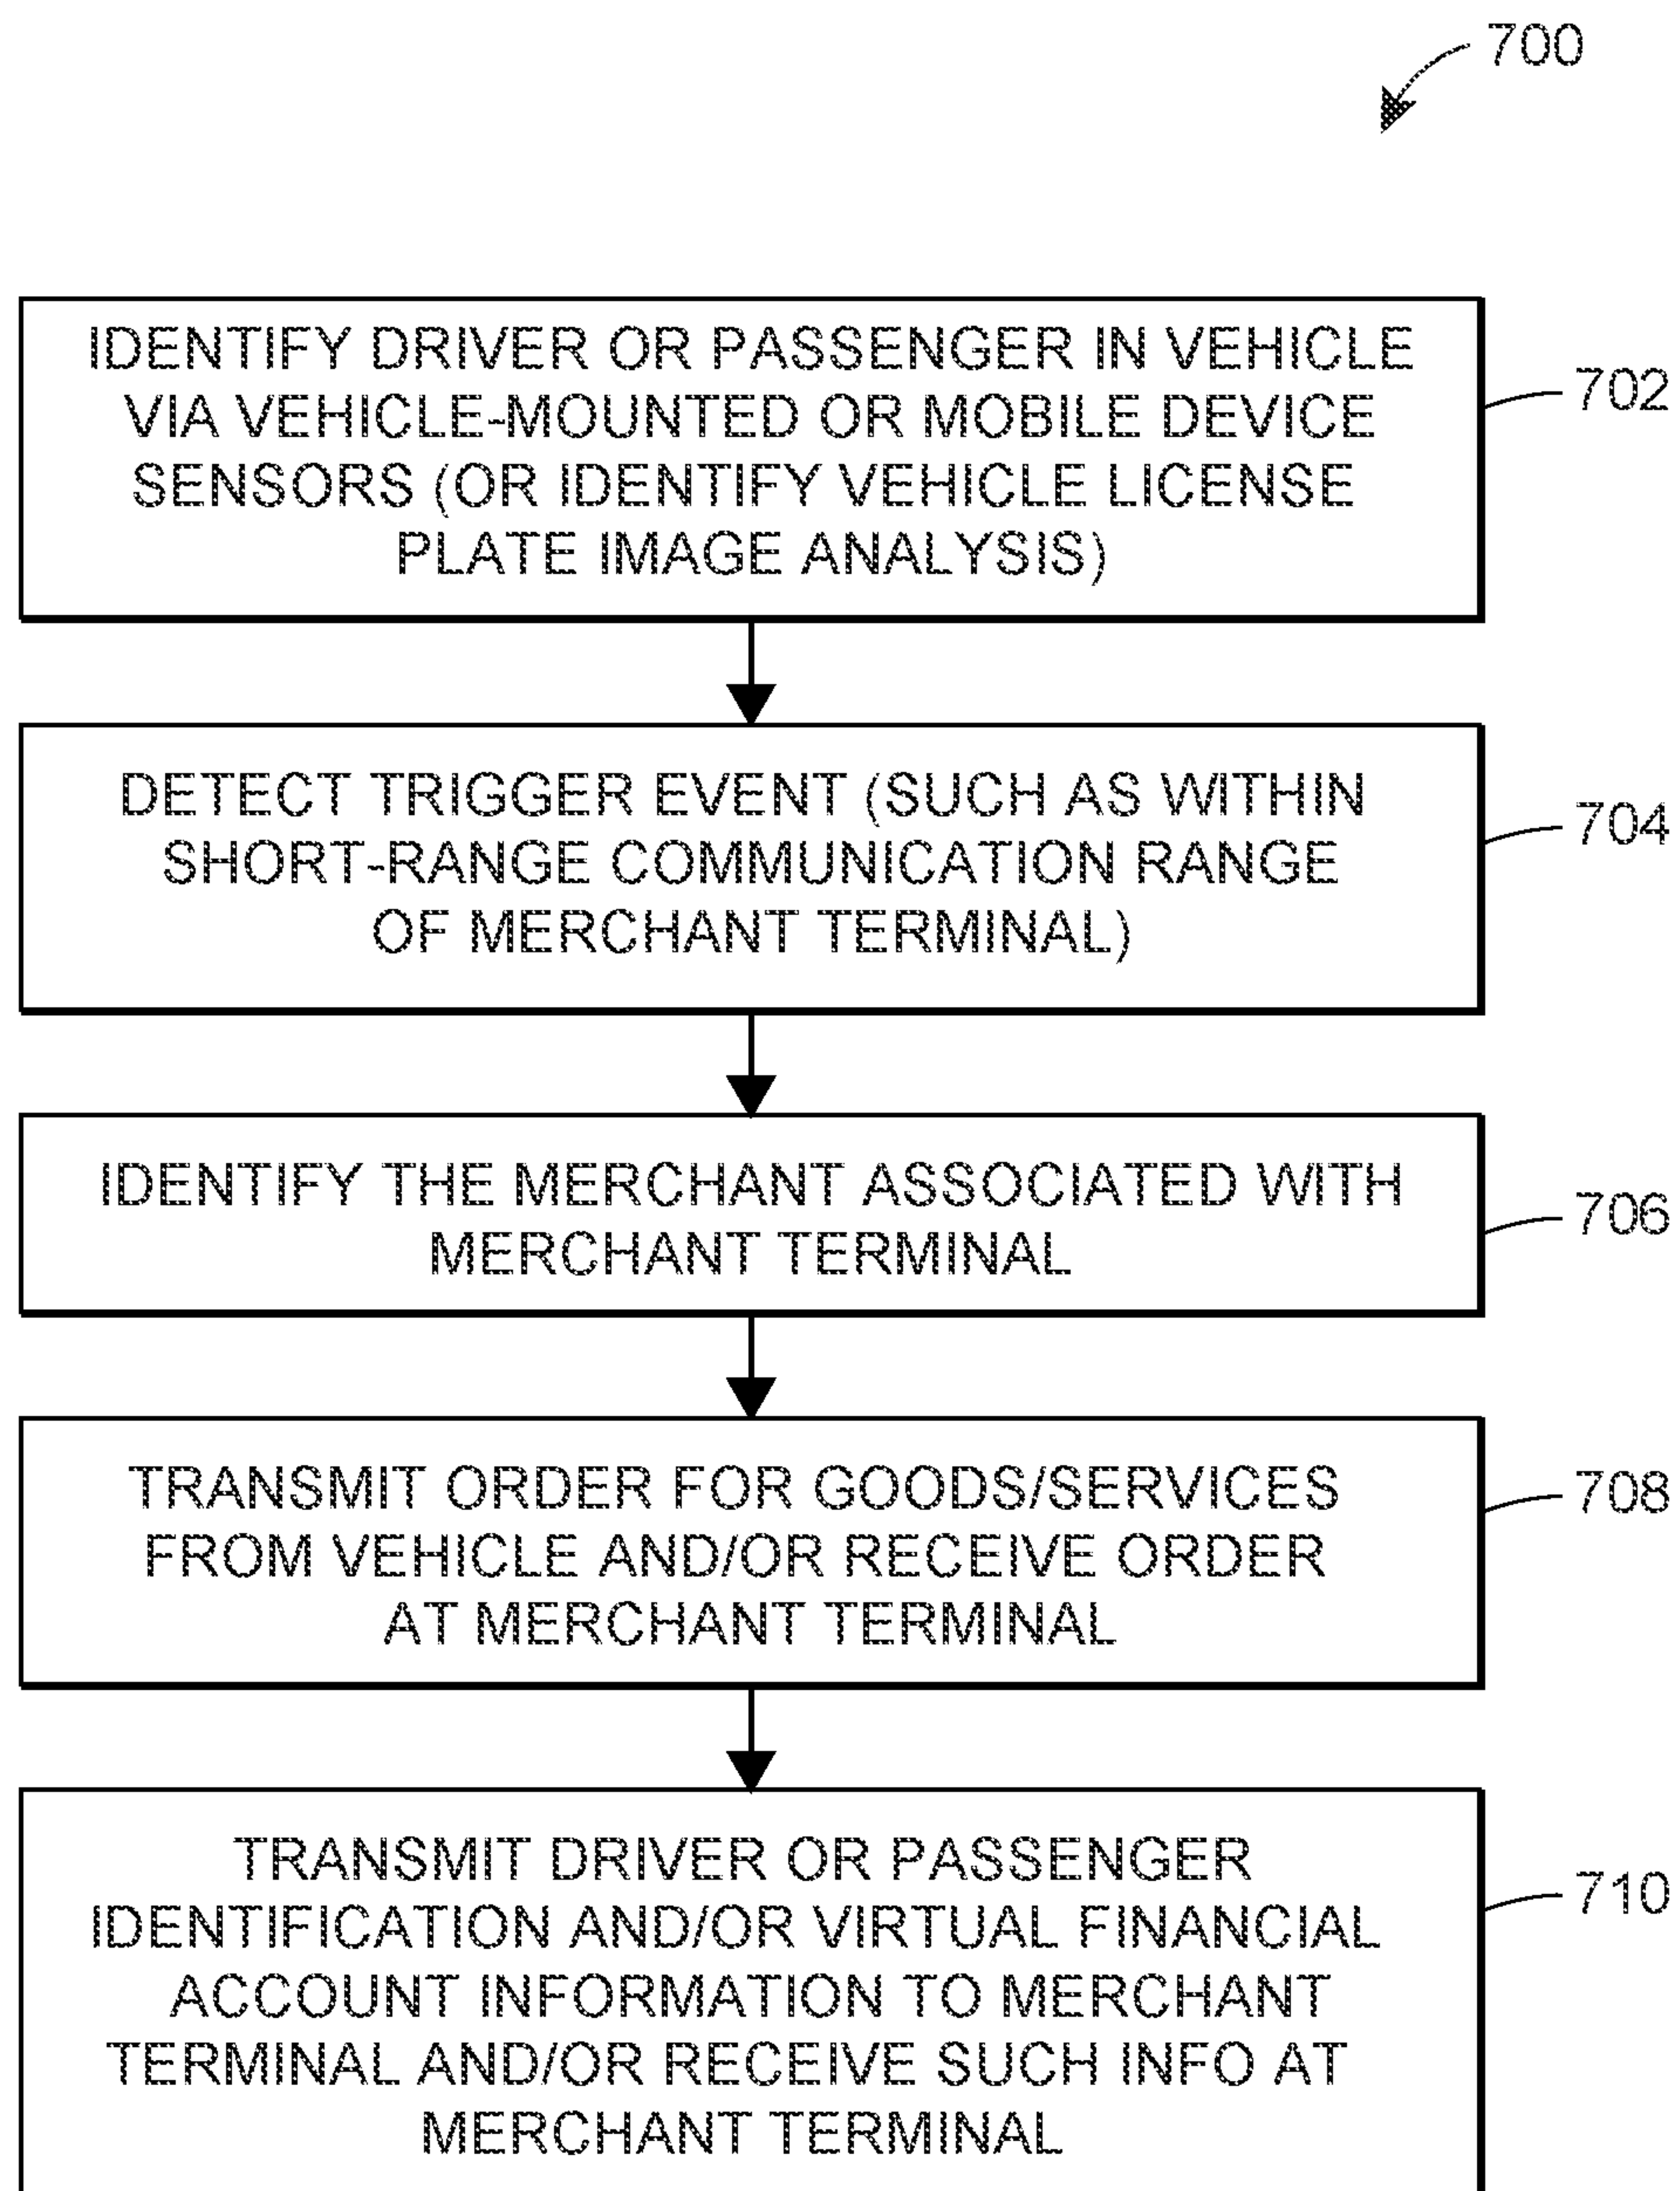 700
IDENTIFY DRIVER OR PASSENGER IN VEHICLE
VIA VEHICLE-MOUNTED OR MOBILE DEVICE
SENSORS (OR IDENTIFY VEHICLE LICENSE
PLATE IMAGE ANALYSIS)
702
DETECT TRIGGER EVENT (SUCH AS WITHIN
SHORT-RANGE COMMUNICATION RANGE
OF MERCHANT TERMINAL)
704
IDENTIFY THE MERCHANT ASSOCIATED WITH
MERCHANT TERMINAL
706
TRANSMIT ORDER FOR GOODS/SERVICES
FROM VEHICLE AND/OR RECEIVE ORDER
AT MERCHANT TERMINAL
708
TRANSMIT DRIVER OR PASSENGER
IDENTIFICATION AND/OR VIRTUAL FINANCIAL
ACCOUNT INFORMATION TO MERCHANT
TERMINAL AND/OR RECEIVE SUCH INFO AT
MERCHANT TERMINAL
710